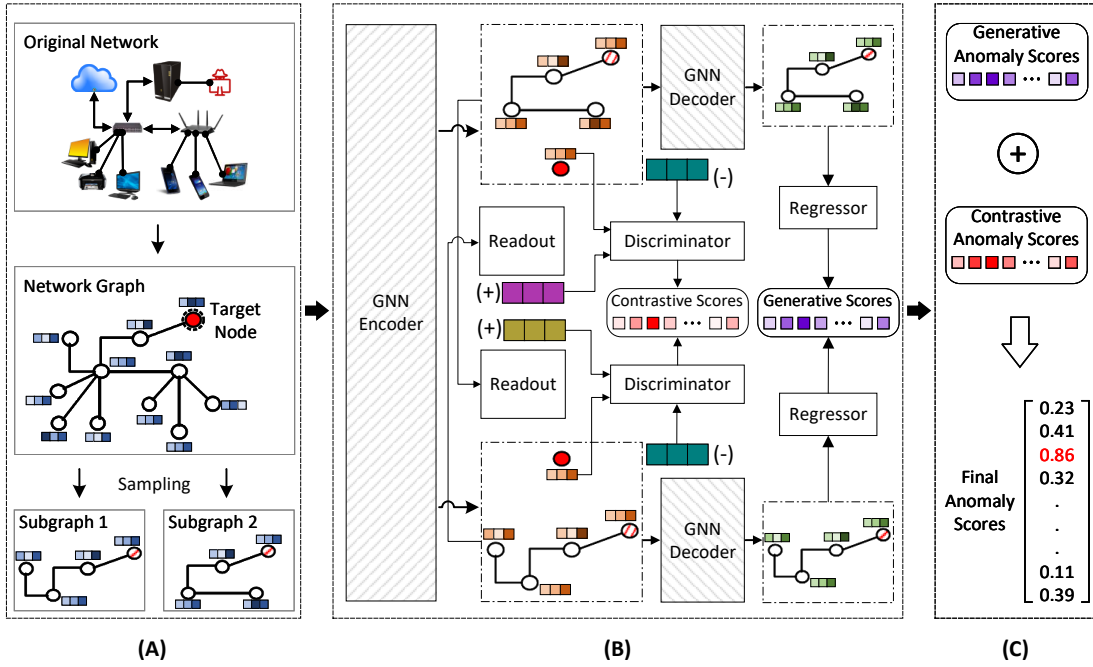 Original Network
Network Graph
Target
Node
Sampling
Subgraph 1
Subgraph 2
(A)
GNN
Encoder
GNN
Decoder
(-)
Readout
Discriminator
Regressor
(+)
Contrastive Scores
...
Generative Scores
...
(+)
Readout
Discriminator
Regressor
(-)
GNN
Decoder
(B)
Generative
Anomaly Scores
...
+
Contrastive
Anomaly Scores
...
Final
Anomaly
Scores
0.23
0.41
0.86
0.32
.
.
.
0.11
0.39
(C)